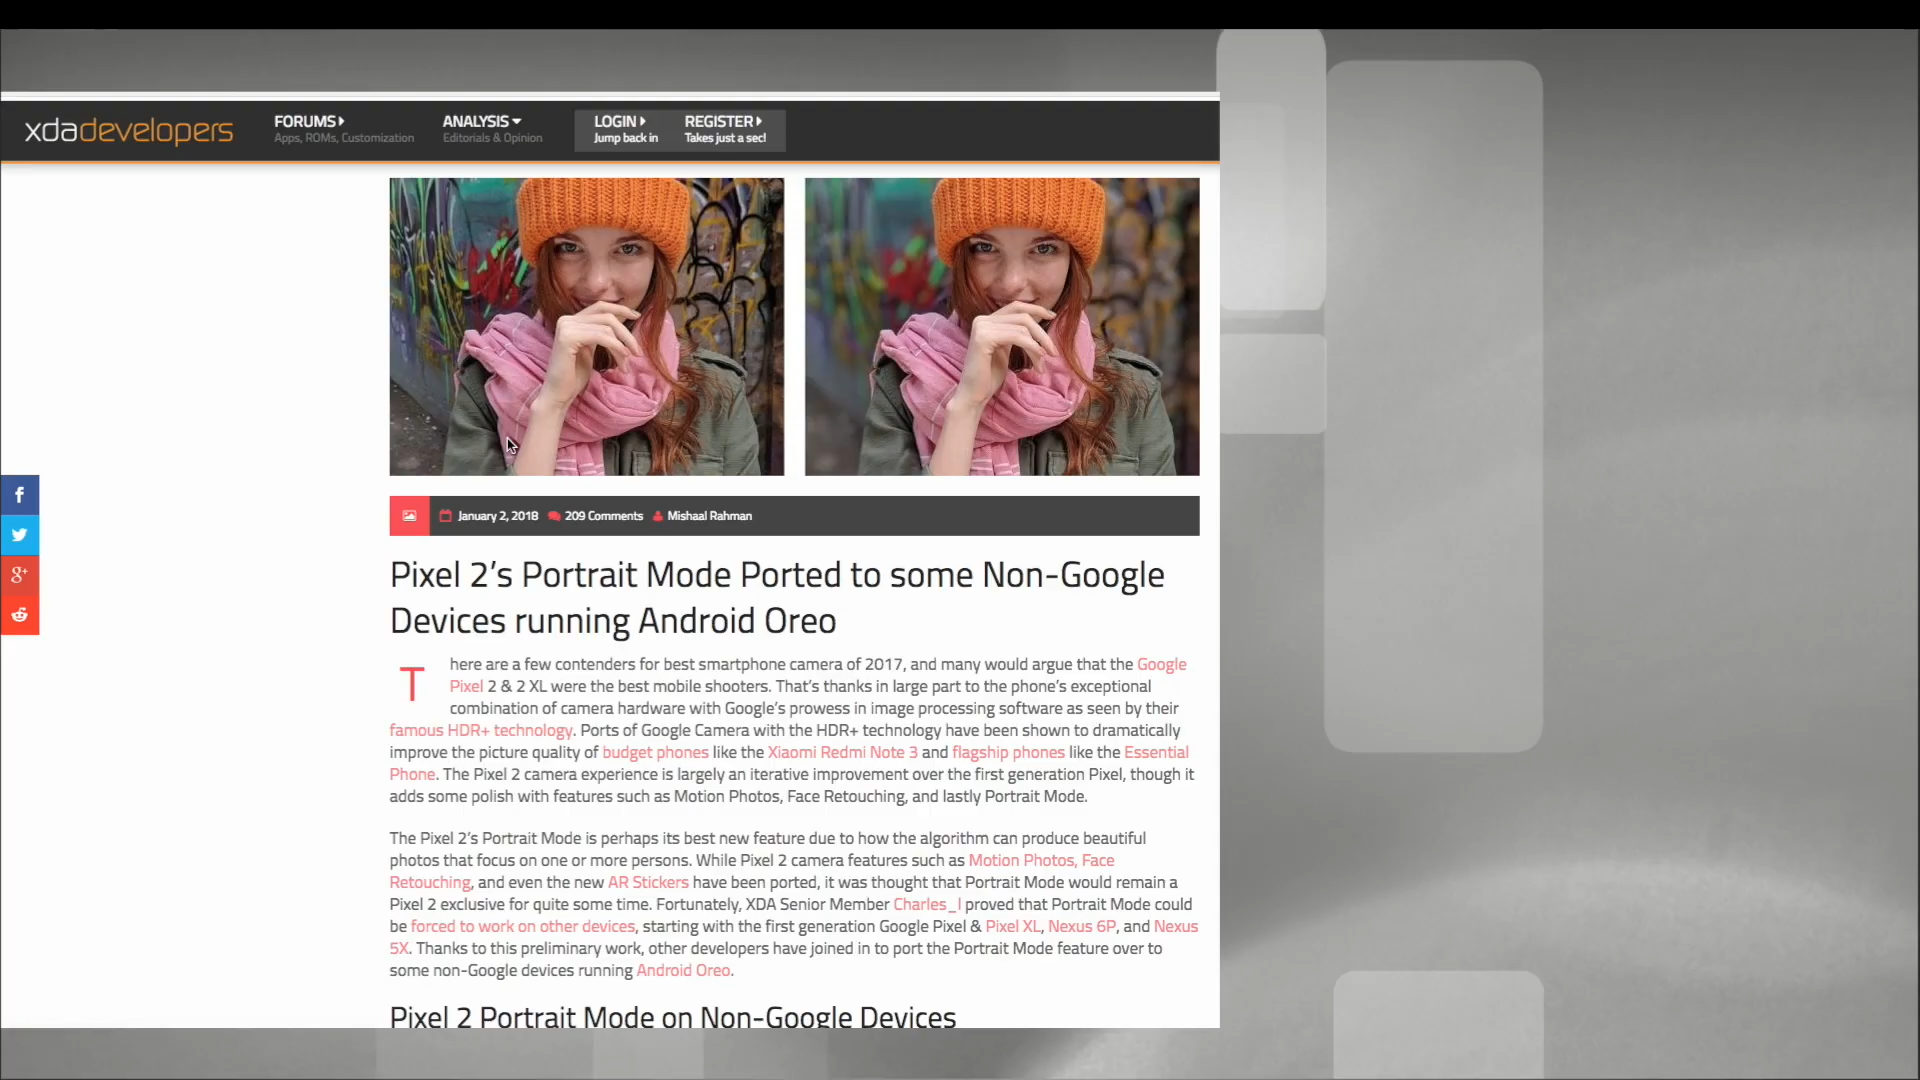 xdadevelopers
FORUMS
Apps, ROMs, Customization
ANALYSIS
Editorials & Opinion
LOGIN
Jump back in
REGISTER
Takes just a sec!
f
g+
January 2, 2018 209 Comments Mishaal Rahman
Pixel 2’s Portrait Mode Ported to some Non-Google
Devices running Android Oreo
There are a few contenders for best smartphone camera of 2017, and many would argue that the Google
Pixel 2 & 2 XL were the best mobile shooters. That’s thanks in large part to the phone’s exceptional
combination of camera hardware with Google’s prowess in image processing software as seen by their
famous HDR+ technology. Ports of Google Camera with the HDR+ technology have been shown to dramatically
improve the picture quality of budget phones like the Xiaomi Redmi Note 3 and flagship phones like the Essential
Phone. The Pixel 2 camera experience is largely an iterative improvement over the first generation Pixel, though it
adds some polish with features such as Motion Photos, Face Retouching, and lastly Portrait Mode.
The Pixel 2’s Portrait Mode is perhaps its best new feature due to how the algorithm can produce beautiful
photos that focus on one or more persons. While Pixel 2 camera features such as Motion Photos, Face
Retouching, and even the new AR Stickers have been ported, it was thought that Portrait Mode would remain a
Pixel 2 exclusive for quite some time. Fortunately, XDA Senior Member Charles_l proved that Portrait Mode could
be forced to work on other devices, starting with the first generation Google Pixel & Pixel XL, Nexus 6P, and Nexus
5X. Thanks to this preliminary work, other developers have joined in to port the Portrait Mode feature over to
some non-Google devices running Android Oreo.
Pixel 2 Portrait Mode on Non-Google Devices